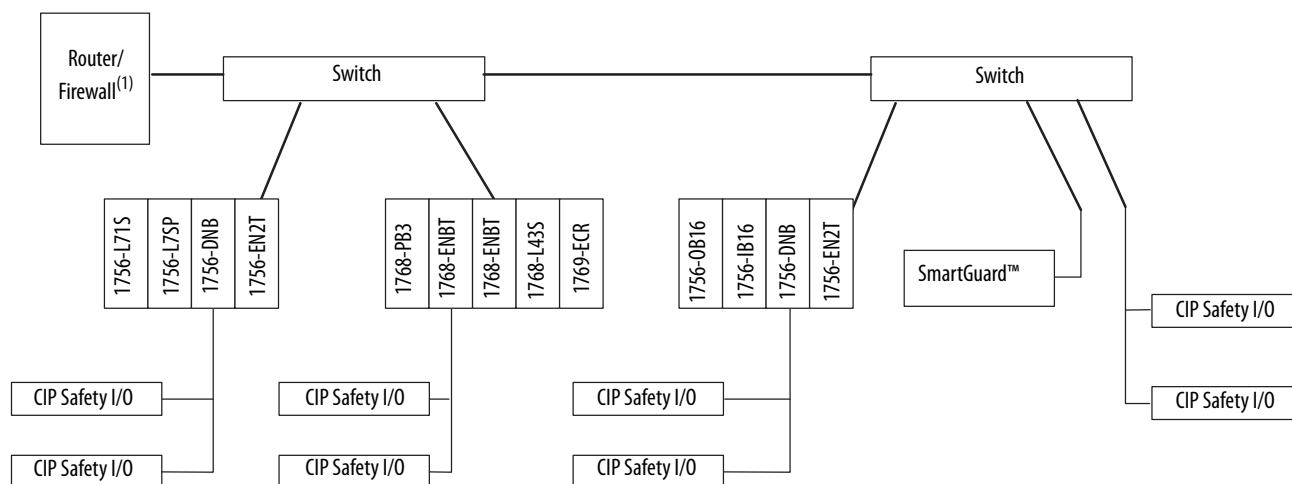 Router/
Firewall(1)
Switch
Switch
1756-L71S
1756-L7SP
1756-DNB
1756-EN2T
1768-PB3
1768-ENBT
1768-ENBT
1768-L43S
1769-ECR
1756-OB16
1756-IB16
1756-DNB
1756-EN2T
SmartGuard™
CIP Safety I/O
CIP Safety I/O
CIP Safety I/O
CIP Safety I/O
CIP Safety I/O
CIP Safety I/O
CIP Safety I/O
CIP Safety I/O